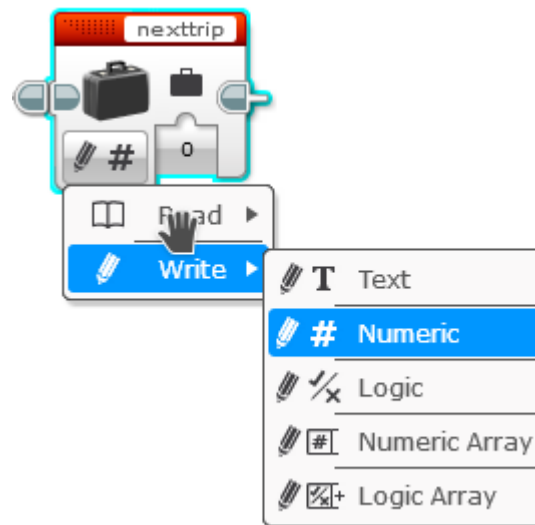 nexttrip
#
0
Read
Write
T Text
# Numeric
Logic
# Numeric Array
Logic Array